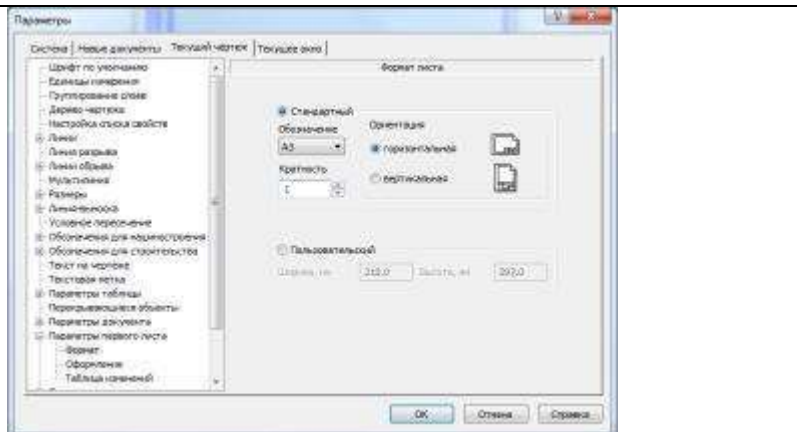 Параметры
Система Новые документы Текущий чертеж Текущее окно
Шрифт по умолчанию
Единицы измерения
Группирование слоев
Дерево чертежа
Настройка списка свойств
Линии
Линия разрыва
Линии обрыва
Мультилиния
Размеры
Линия-выноска
Условное пересечение
Обозначения для машиностроения
Обозначения для строительства
Текст на чертеже
Текстовая метка
Параметры таблицы
Перекрывающиеся объекты
Параметры документа
Параметры первого листа
Формат
Оформление
Таблица изменений
Формат листа
Стандартный
Обозначение
A3
Кратность
1
Ориентация
горизонтальная
вертикальная
Пользовательский
Ширина, мм 210.0 Высота, мм 297.0
OK Отмена Справка